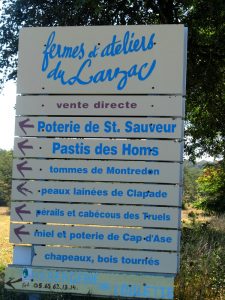 fermes et ateliers
du Larzac
vente directe
Poterie de St. Sauveur
Pastis des Homs
tommes de Montredon
peaux lainées de Clapade
pérails et cabécous des Truels
miel et poterie de Cap d'Ase
chapeaux, bois tournés